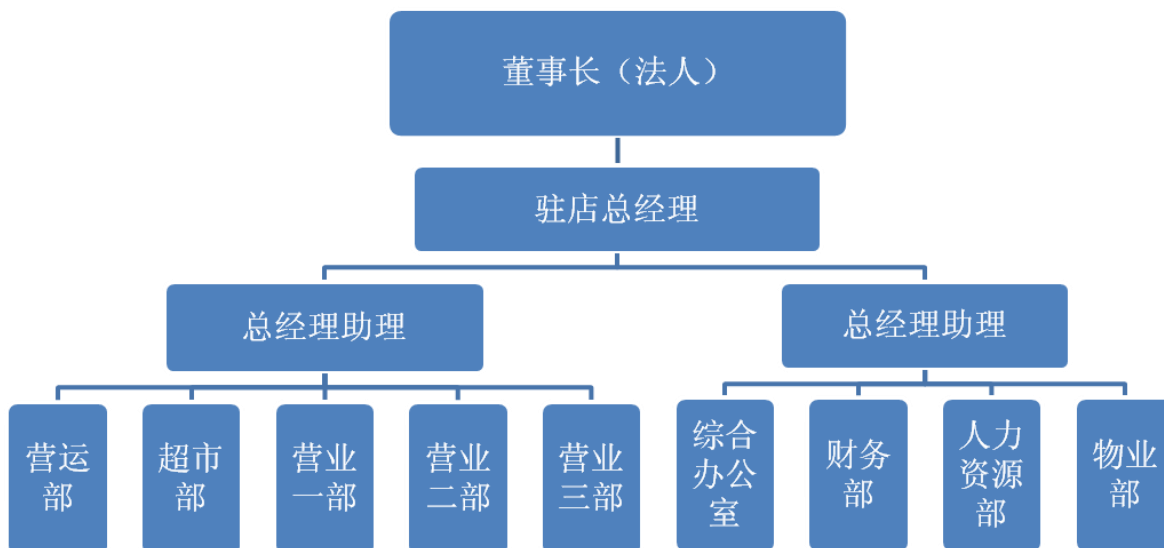 董事长（法人）
驻店总经理
总经理助理
总经理助理
营运
部
超市
部
营业
一部
营业
二部
营业
三部
综合
办公
室
财务
部
人力
资源
部
物业
部